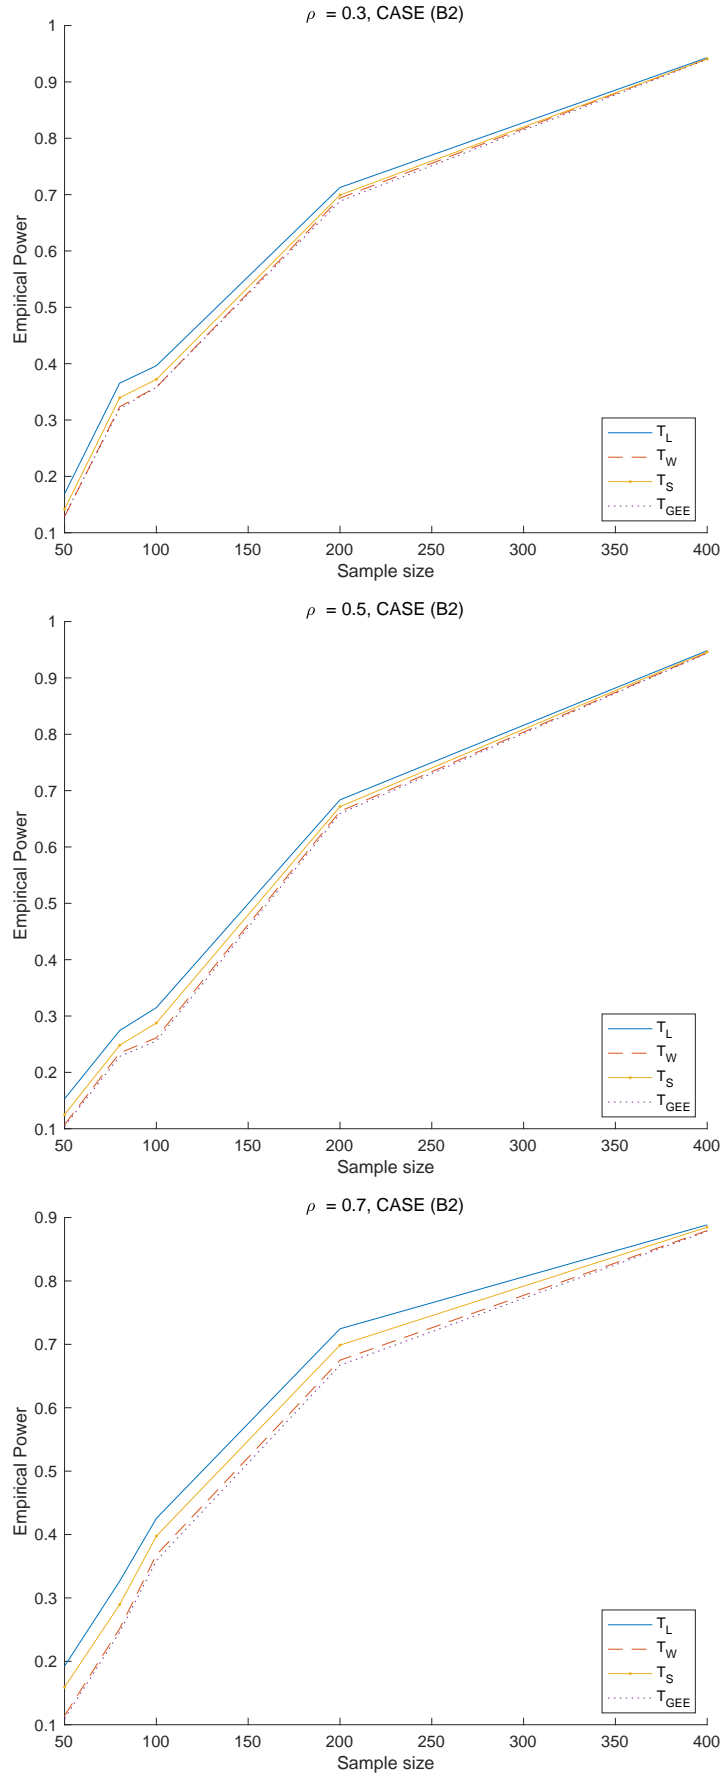 ρ = 0.3, CASE (B2)
1
0.9
0.8
0.7
0.6
0.5
0.4
0.3
0.2
0.1
Empirical Power
T_L
T_W
T_S
T_GEE
50 100 150 200 250 300 350 400
Sample size
ρ = 0.5, CASE (B2)
1
0.9
0.8
0.7
0.6
0.5
0.4
0.3
0.2
0.1
Empirical Power
T_L
T_W
T_S
T_GEE
50 100 150 200 250 300 350 400
Sample size
ρ = 0.7, CASE (B2)
0.9
0.8
0.7
0.6
0.5
0.4
0.3
0.2
0.1
Empirical Power
T_L
T_W
T_S
T_GEE
50 100 150 200 250 300 350 400
Sample size